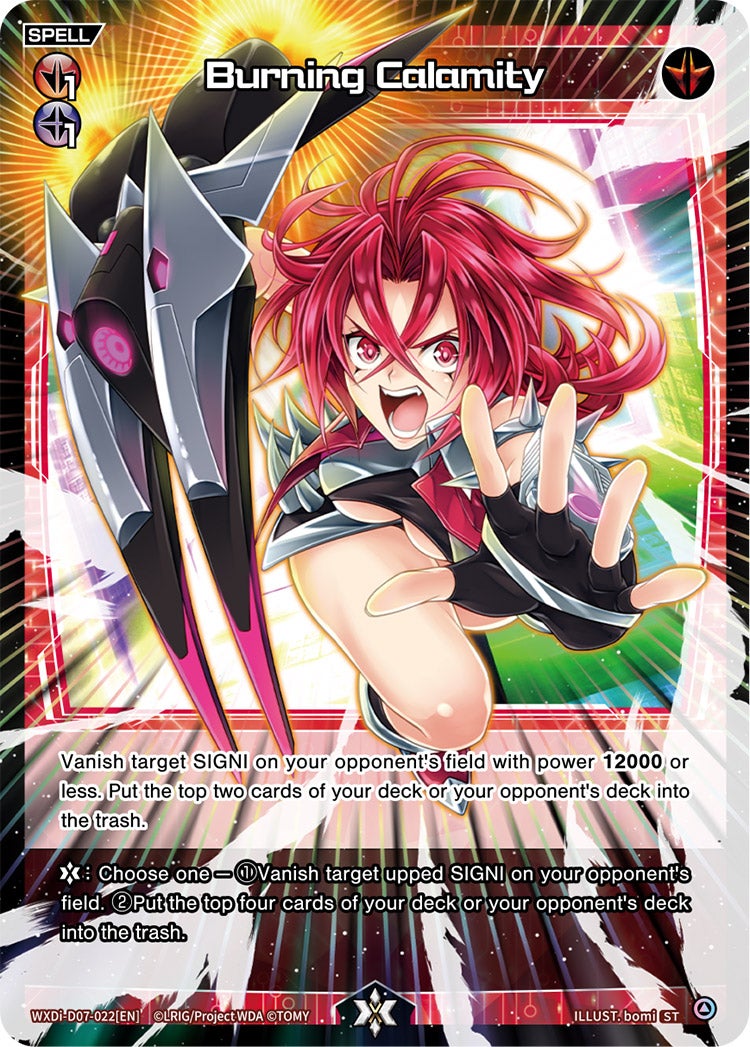 SPELL
Burning Calamity
1
1
Vanish target SIGNI on your opponent's field with power 12000 or
less. Put the top two cards of your deck or your opponent's deck into
the trash.
: Choose one – ①Vanish target upped SIGNI on your opponent's
field. ②Put the top four cards of your deck or your opponent's deck
into the trash.
WXDi-D07-022[EN] ©LRIG/Project WDA ©TOMY ILLUST. bomi ST